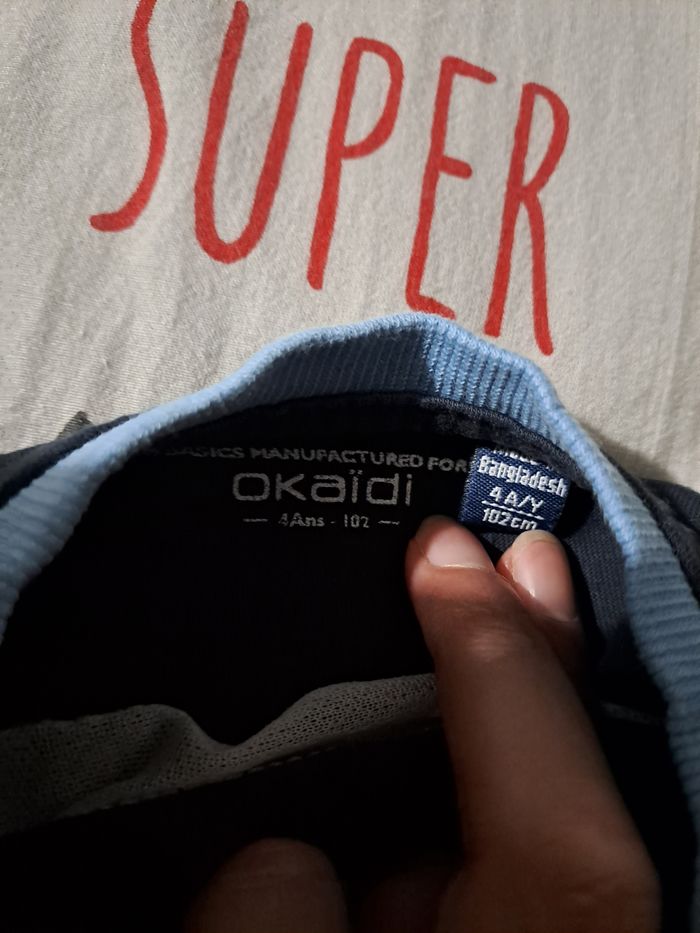 SUPER
BASICS MANUFACTURED FOR
OKaïdi
4Ans - 102
Bangladesh
4A/Y
102cm